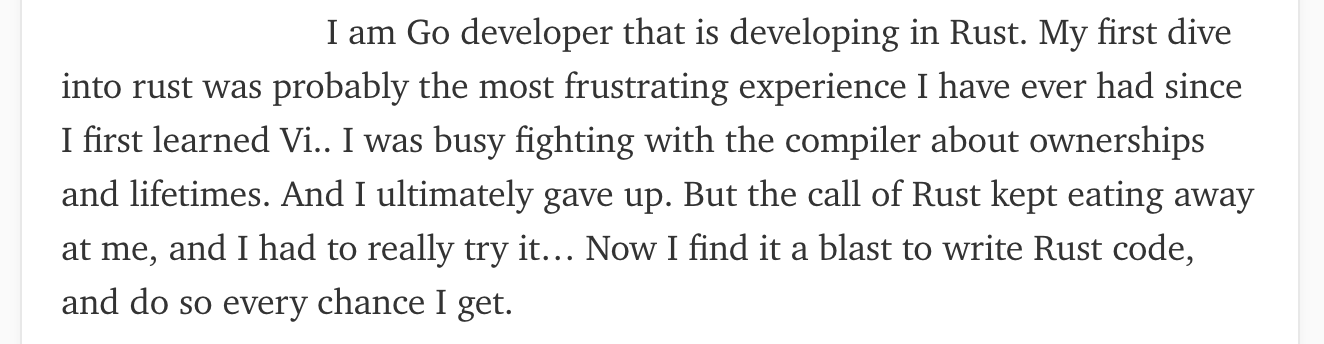 I am Go developer that is developing in Rust. My first dive
into rust was probably the most frustrating experience I have ever had since
I first learned Vi.. I was busy fighting with the compiler about ownerships
and lifetimes. And I ultimately gave up. But the call of Rust kept eating away
at me, and I had to really try it… Now I find it a blast to write Rust code,
and do so every chance I get.